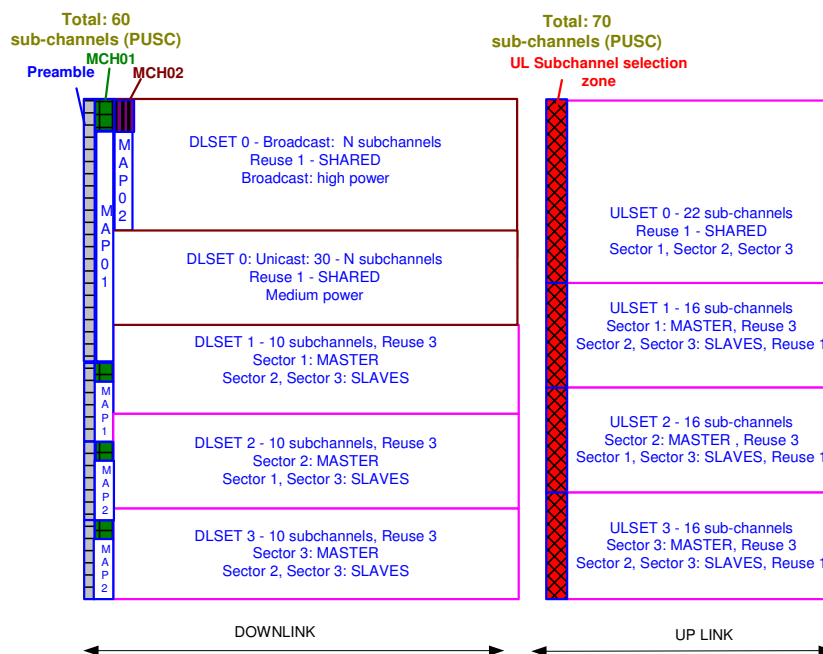 Total: 60
sub-channels (PUSC)
MCH01
Preamble
MCH02
Total: 70
sub-channels (PUSC)
UL Subchannel selection
zone
MAP02
MAP01
DLSET 0 - Broadcast: N subchannels
Reuse 1 - SHARED
Broadcast: high power
DLSET 0: Unicast: 30 - N subchannels
Reuse 1 - SHARED
Medium power
MAP1
DLSET 1 - 10 subchannels, Reuse 3
Sector 1: MASTER
Sector 2, Sector 3: SLAVES
MAP2
DLSET 2 - 10 subchannels, Reuse 3
Sector 2: MASTER
Sector 1, Sector 3: SLAVES
MAP2
DLSET 3 - 10 subchannels, Reuse 3
Sector 3: MASTER
Sector 2, Sector 3: SLAVES
ULSET 0 - 22 sub-channels
Reuse 1 - SHARED
Sector 1, Sector 2, Sector 3
ULSET 1 - 16 sub-channels
Sector 1: MASTER, Reuse 3
Sector 2, Sector 3: SLAVES, Reuse 1
ULSET 2 - 16 sub-channels
Sector 2: MASTER , Reuse 3
Sector 1, Sector 3: SLAVES, Reuse 1
ULSET 3 - 16 sub-channels
Sector 3: MASTER, Reuse 3
Sector 2, Sector 3: SLAVES, Reuse 1
DOWNLINK
UP LINK